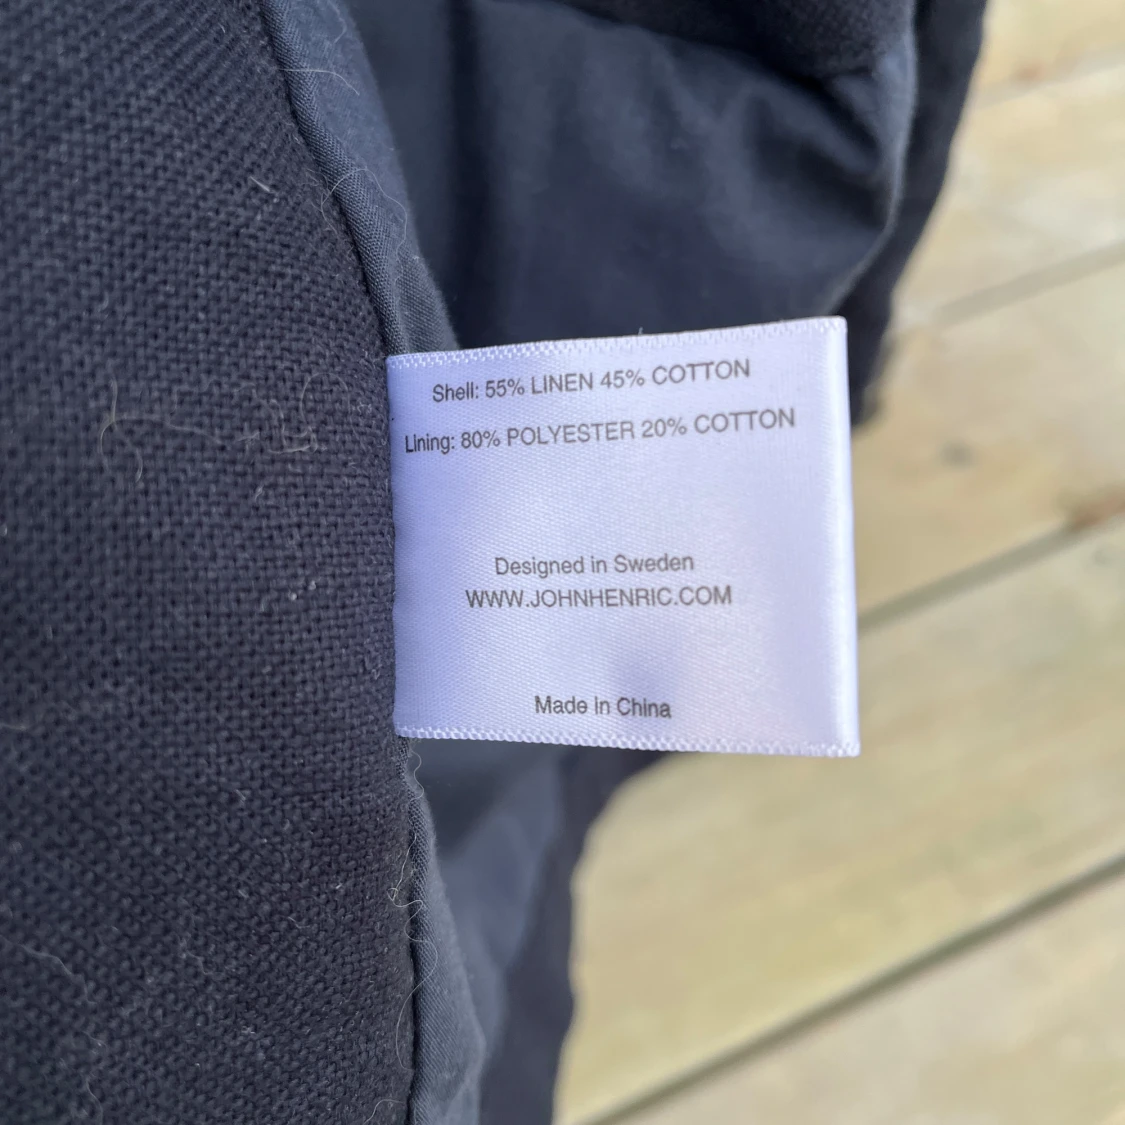 Shell: 55% LINEN 45% COTTON
Lining: 80% POLYESTER 20% COTTON
Designed in Sweden
WWW.JOHNHENRIC.COM
Made in China